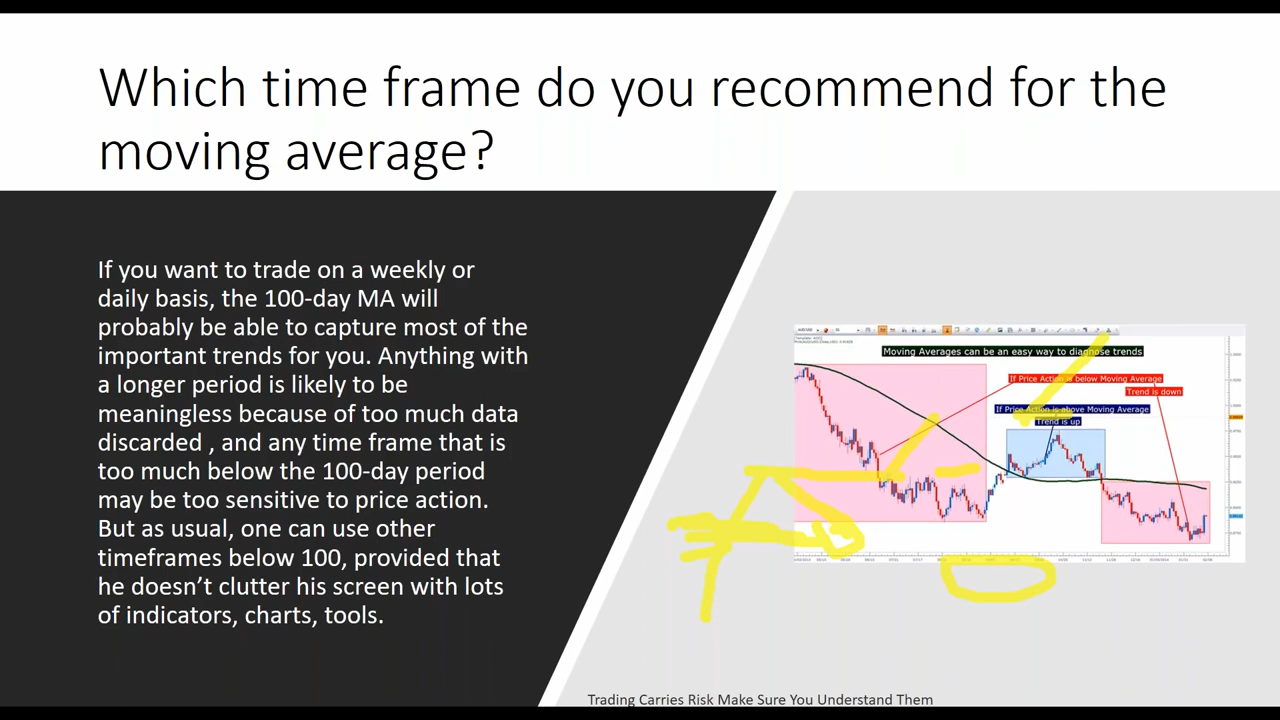 Which time frame do you recommend for the
moving average?
If you want to trade on a weekly or
daily basis, the 100-day MA will
probably be able to capture most of the
important trends for you. Anything with
a longer period is likely to be
meaningless because of too much data
discarded , and any time frame that is
too much below the 100-day period
may be too sensitive to price action.
But as usual, one can use other
timeframes below 100, provided that
he doesn’t clutter his screen with lots
of indicators, charts, tools.
Moving Averages can be an easy way to diagnose trends
If Price Action is below Moving Average
Trend is down
If Price Action is above Moving Average
Trend is up
Trading Carries Risk Make Sure You Understand Them